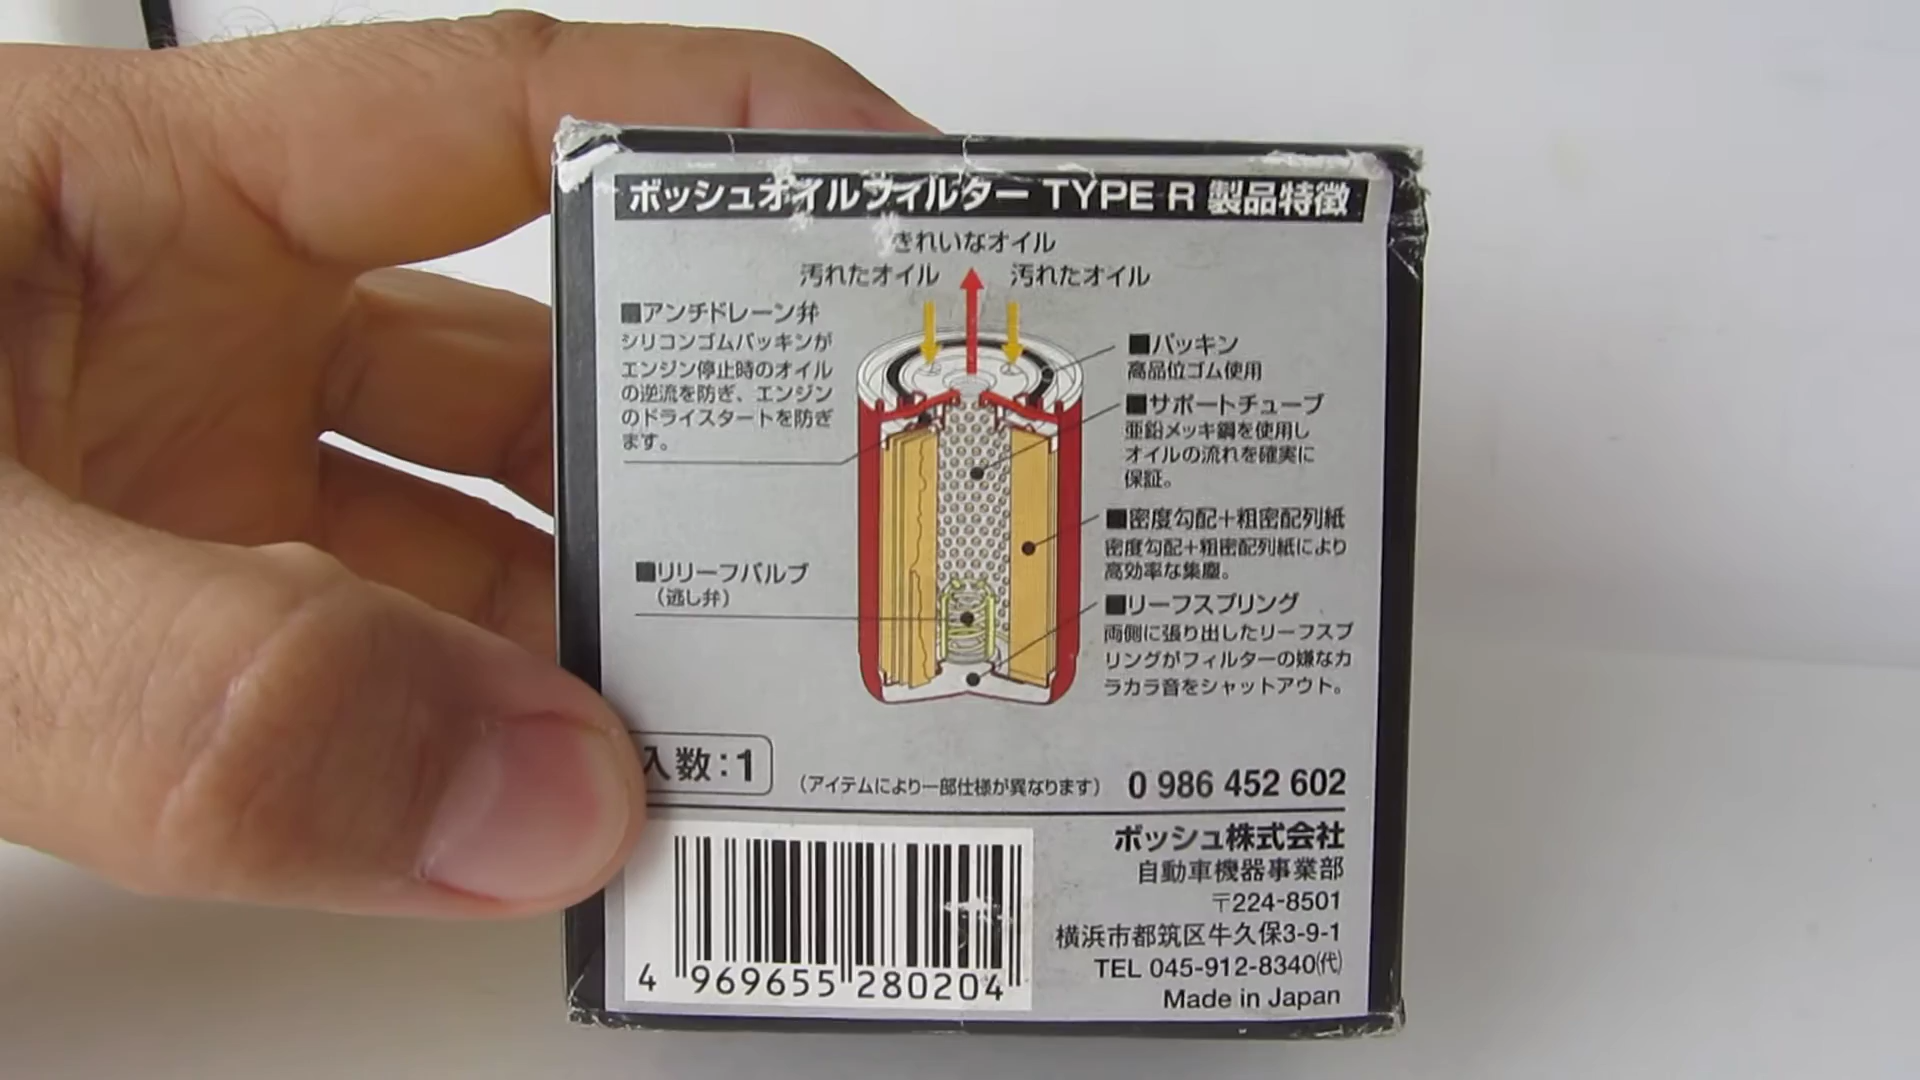 ボッシュオイルフィルター TYPE R 製品特徴
きれいなオイル
汚れたオイル 汚れたオイル
■アンチドレーン弁
シリコンゴムパッキンが
エンジン停止時のオイル
の逆流を防ぎ、エンジン
のドライスタートを防ぎ
ます。
■リリーフバルブ
(逃し弁)
■パッキン
高品位ゴム使用
■サポートチューブ
亜鉛メッキ鋼を使用し
オイルの流れを確実に
保証。
■密度勾配+粗密配列紙
密度勾配+粗密配列紙により
高効率な集塵。
■リーフスプリング
両側に張り出したリーフスプ
リングがフィルターの嫌なカ
ラカラ音をシャットアウト。
入数:1
(アイテムにより一部仕様が異なります)
0 986 452 602
4 969655 280204
ボッシュ株式会社
自動車機器事業部
〒224-8501
横浜市都筑区牛久保3-9-1
TEL 045-912-8340(代)
Made in Japan